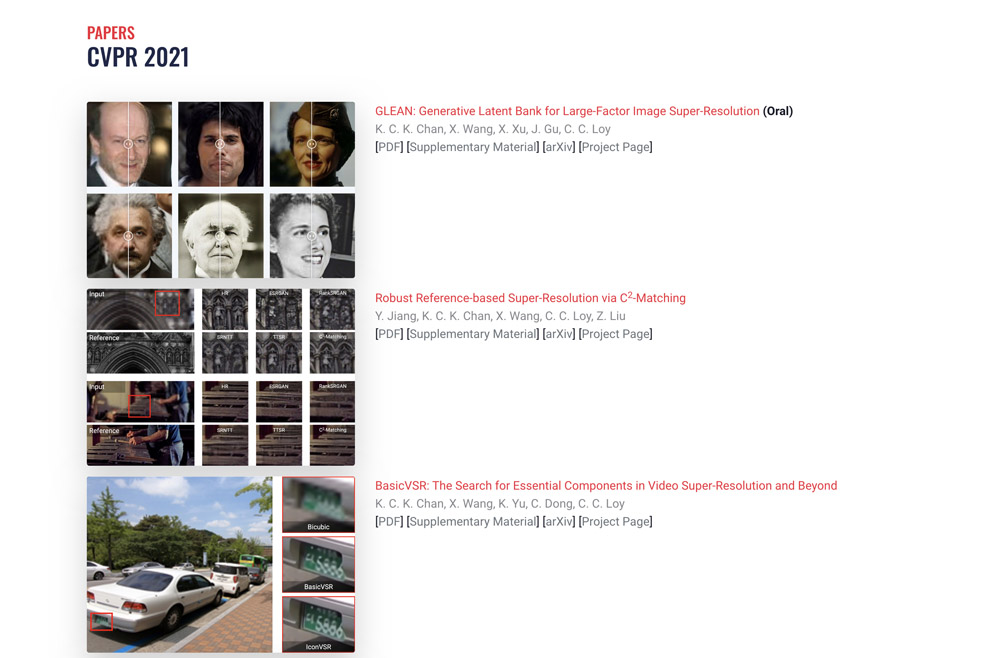 PAPERS
CVPR 2021
GLEAN: Generative Latent Bank for Large-Factor Image Super-Resolution (Oral)
K. C. K. Chan, X. Wang, X. Xu, J. Gu, C. C. Loy
[PDF] [Supplementary Material] [arXiv] [Project Page]
Input
HR
ESRGAN
RankSRGAN
Reference
SRNTT
TTSR
C²-Matching
Input
HR
ESRGAN
RankSRGAN
Reference
SRNTT
TTSR
C²-Matching
Robust Reference-based Super-Resolution via C²-Matching
Y. Jiang, K. C. K. Chan, X. Wang, C. C. Loy, Z. Liu
[PDF] [Supplementary Material] [arXiv] [Project Page]
Bicubic
BasicVSR
IconVSR
BasicVSR: The Search for Essential Components in Video Super-Resolution and Beyond
K. C. K. Chan, X. Wang, K. Yu, C. Dong, C. C. Loy
[PDF] [Supplementary Material] [arXiv] [Project Page]